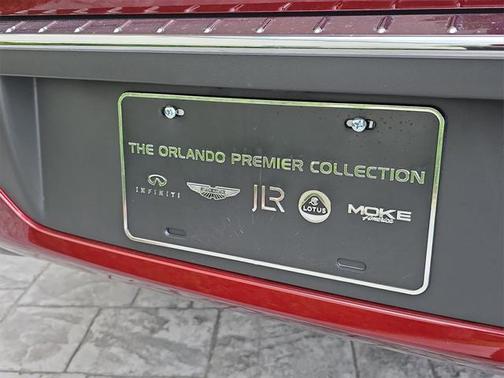 THE ORLANDO PREMIER COLLECTION
INFINITI JLR LOTUS MOKE